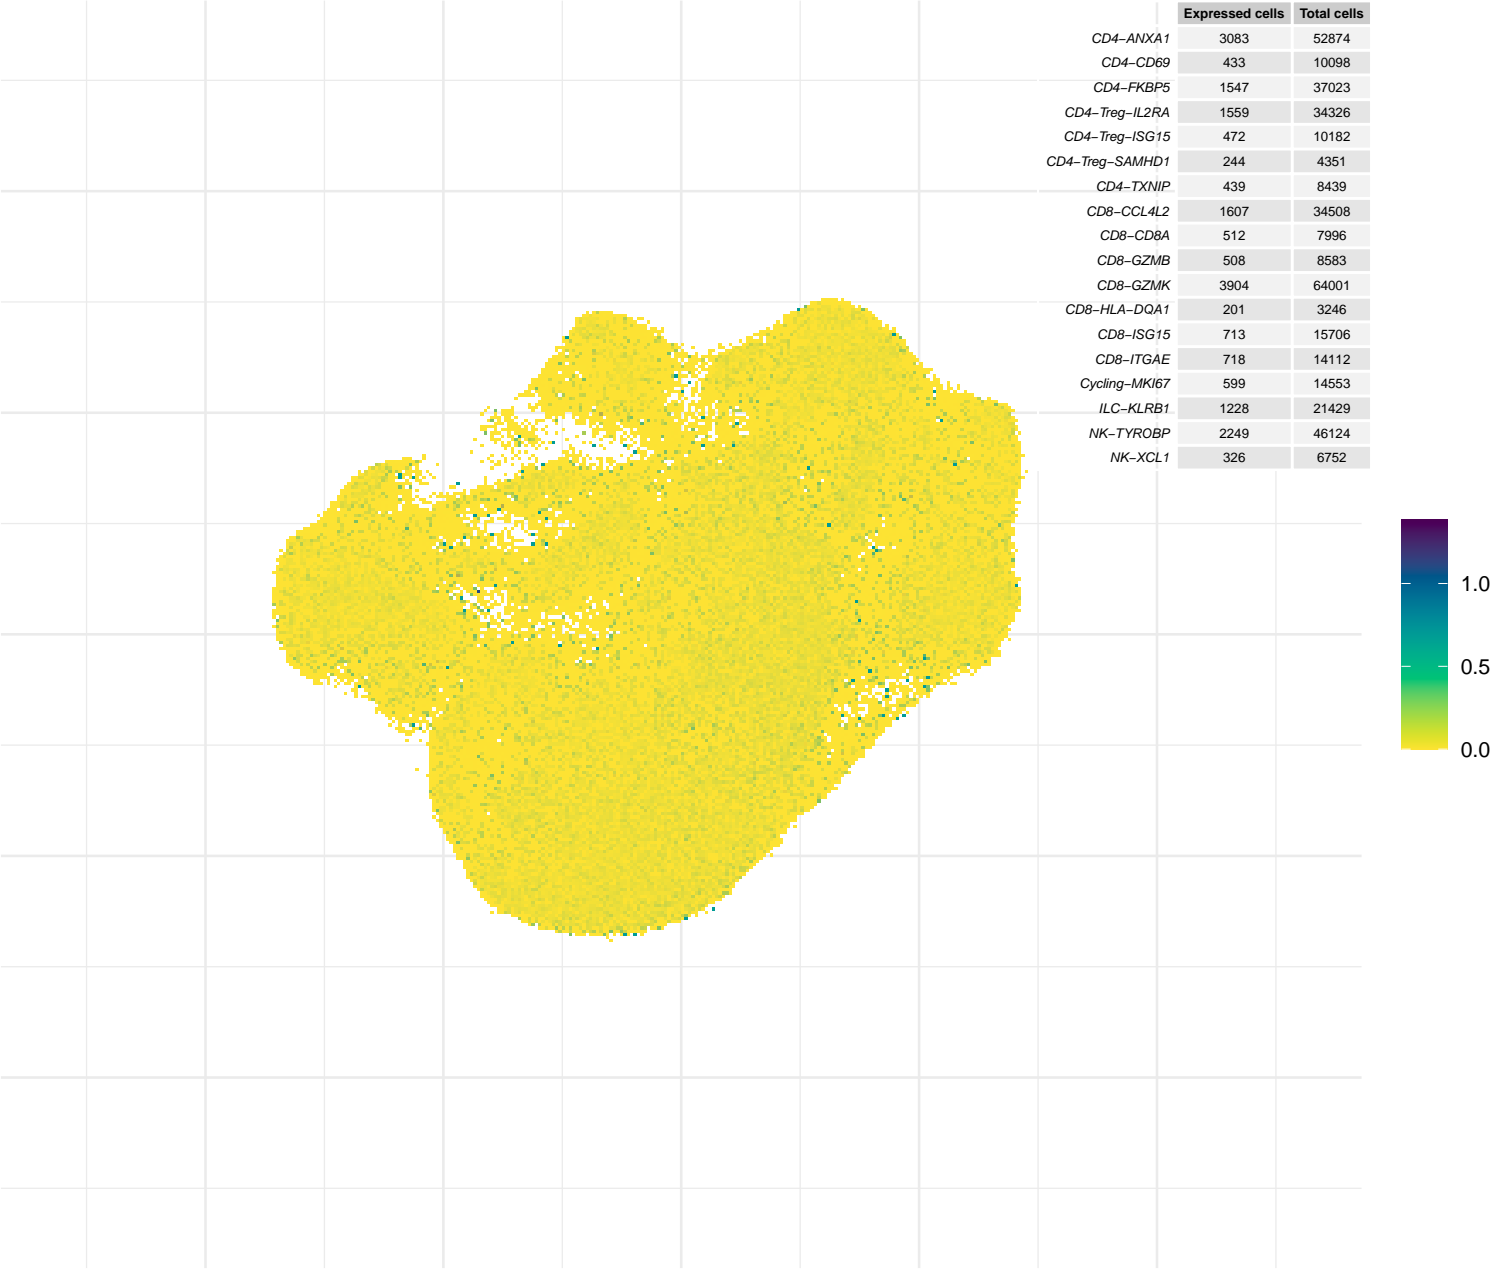 Expressed cells Total cells
CD4−ANXA1 3083 52874
CD4−CD69 433 10098
CD4−FKBP5 1547 37023
CD4−Treg−IL2RA 1559 34326
CD4−Treg−ISG15 472 10182
CD4−Treg−SAMHD1 244 4351
CD4−TXNIP 439 8439
CD8−CCL4L2 1607 34508
CD8−CD8A 512 7996
CD8−GZMB 508 8583
CD8−GZMK 3904 64001
CD8−HLA−DQA1 201 3246
CD8−ISG15 713 15706
CD8−ITGAE 718 14112
Cycling−MKI67 599 14553
ILC−KLRB1 1228 21429
NK−TYROBP 2249 46124
NK−XCL1 326 6752
1.0
0.5
0.0